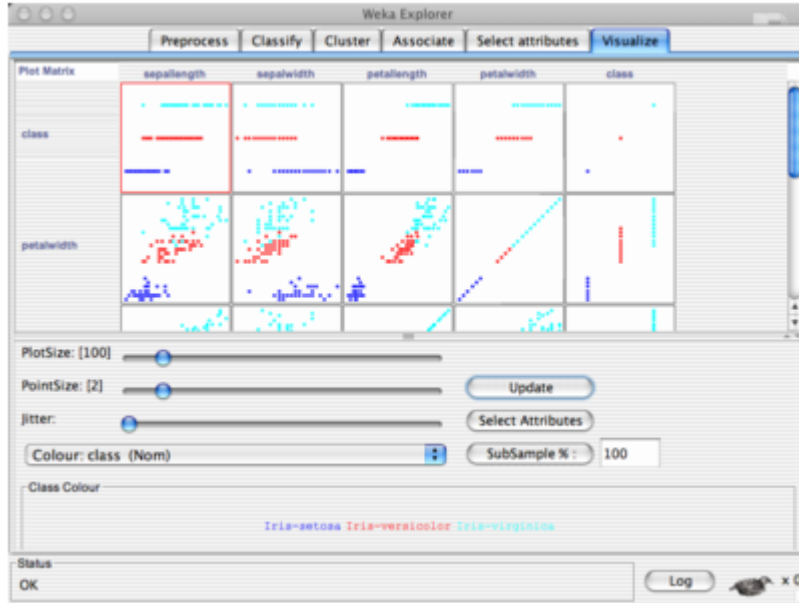 Weka Explorer
Preprocess Classify Cluster Associate Select attributes Visualize
Plot Matrix sepallength sepalwidth petallength petalwidth class
class
petalwidth
PlotSize: [100]
PointSize: [2] Update
Jitter: Select Attributes
Colour: class (Nom) SubSample % : 100
Class Colour
Iris-setosa Iris-versicolor Iris-virginica
Status
OK Log x 0